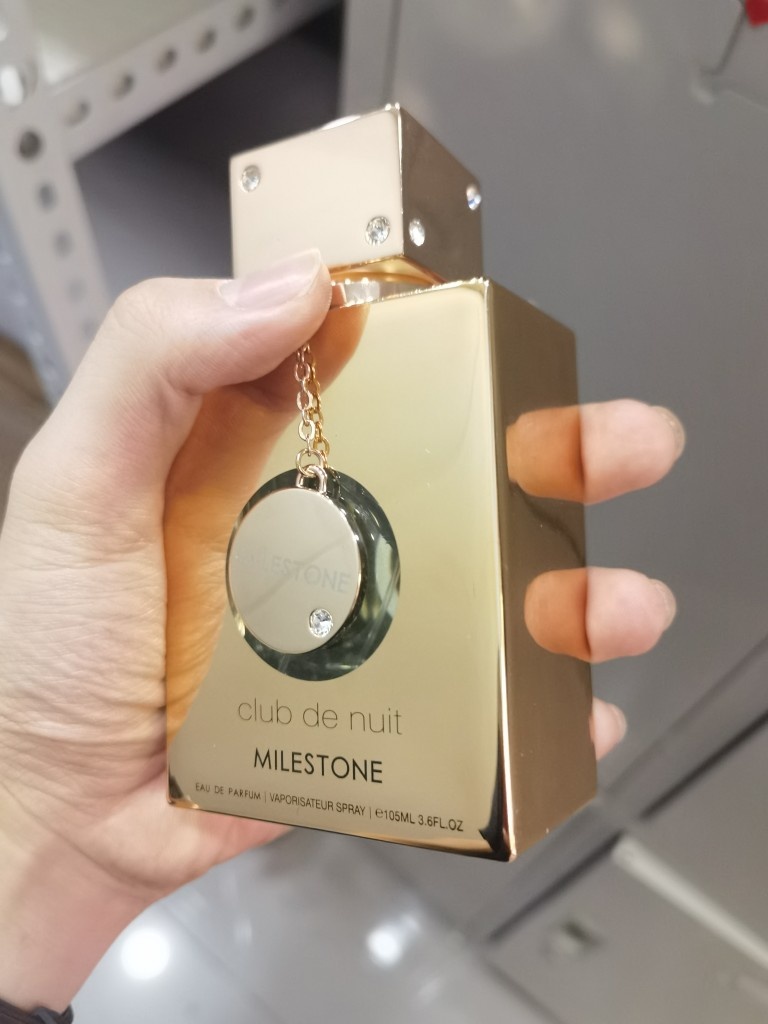 MILESTONE
club de nuit
MILESTONE
EAU DE PARFUM | VAPORISATEUR SPRAY | ℮105ML 3.6FL.OZ